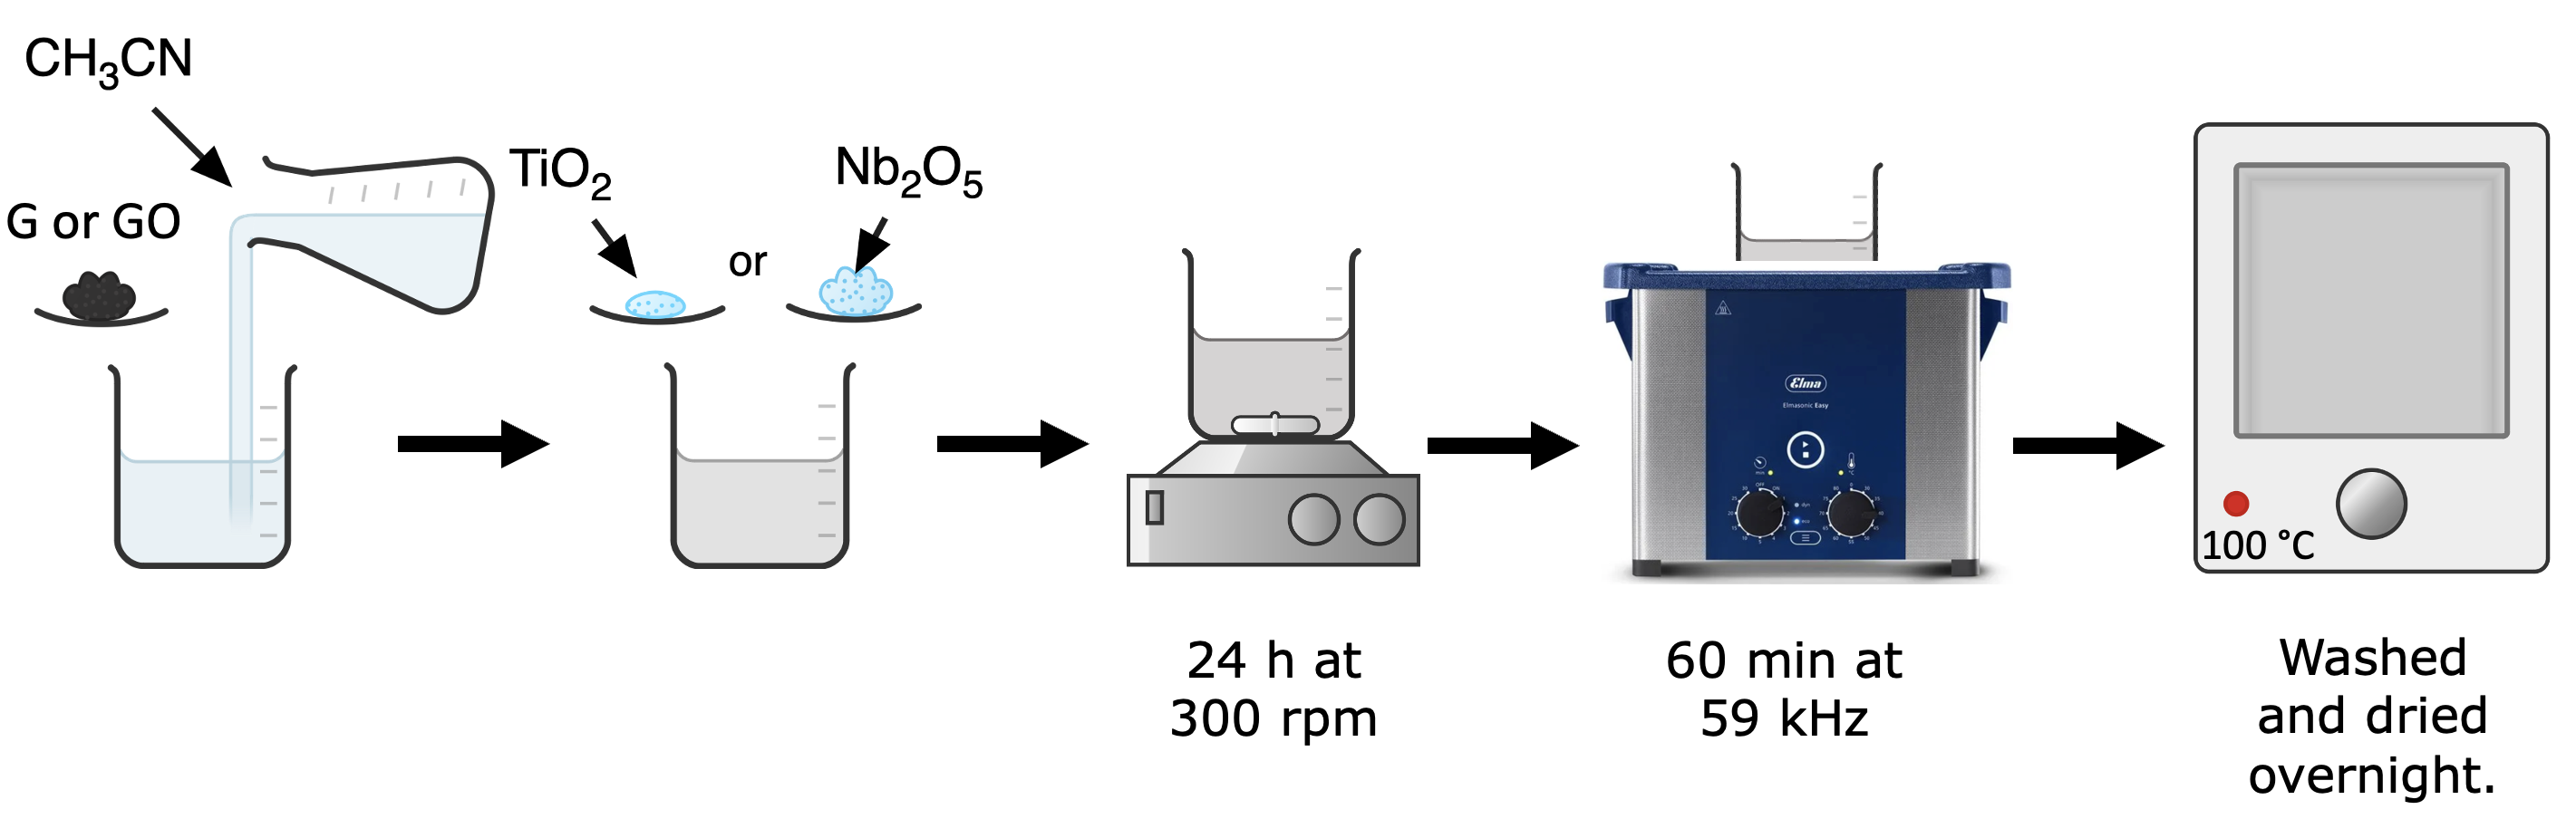 CH₃CN
G or GO
TiO₂
or
Nb₂O₅
24 h at
300 rpm
Elma
Elmasonic Easy
60 min at
59 kHz
100 °C
Washed
and dried
overnight.